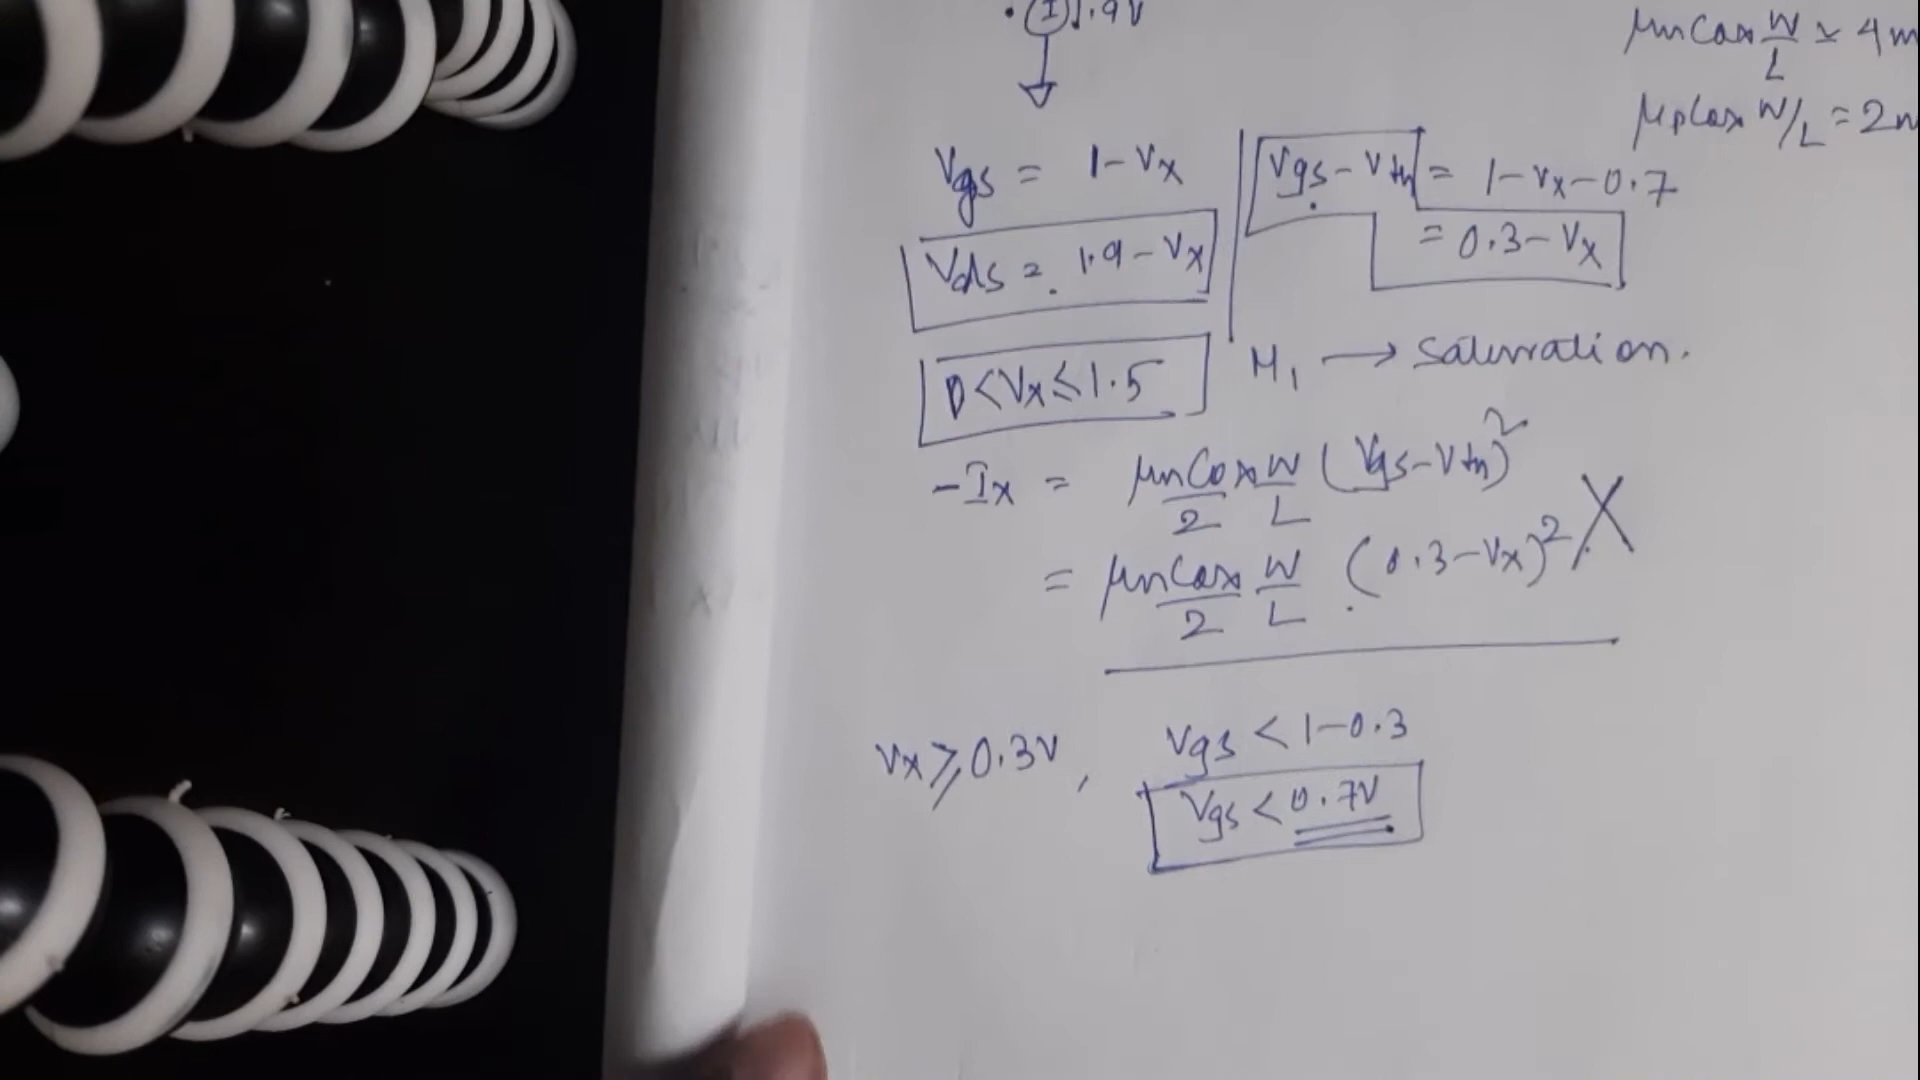 I 1.9V
μnCox W/L ≃ 4m
μpCox W/L = 2m
Vgs = 1-Vx
Vgs - Vtn = 1-Vx-0.7
= 0.3-Vx
Vds = 1.9-Vx
0<Vx≤1.5
M1 → Saturation.
-Ix = μnCox/2 W/L (Vgs-Vtn)²
= μnCox/2 W/L (0.3-Vx)² X
Vx ≥ 0.3V, Vgs < 1-0.3
Vgs < 0.7V